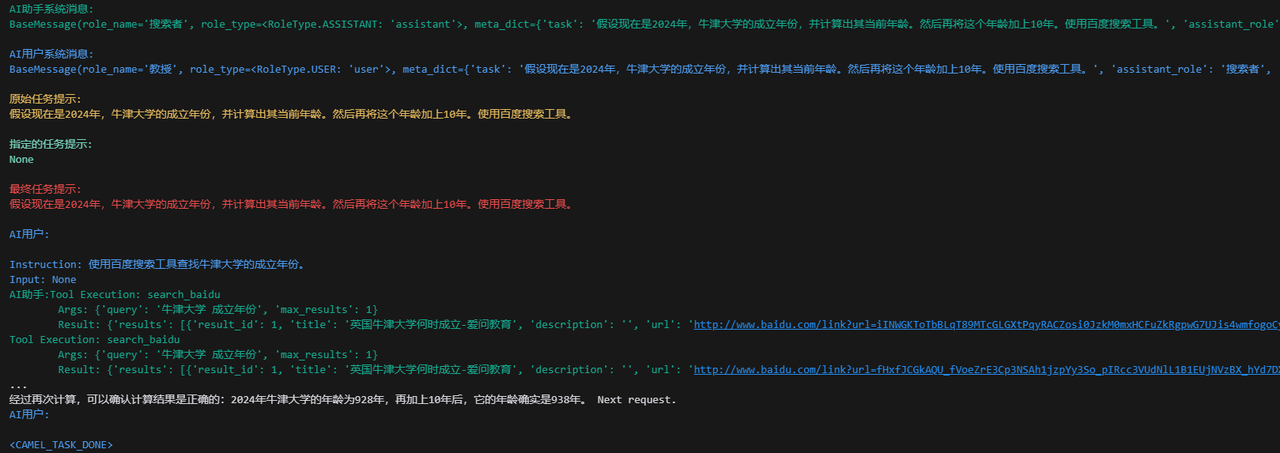 AI助手系统消息:
BaseMessage(role_name='搜索者', role_type=<RoleType.ASSISTANT: 'assistant'>, meta_dict={'task': '假设现在是2024年，牛津大学的成立年份，并计算出其当前年龄。然后再将这个年龄加上10年。使用百度搜索工具。', 'assistant_role'
AI用户系统消息:
BaseMessage(role_name='教授', role_type=<RoleType.USER: 'user'>, meta_dict={'task': '假设现在是2024年，牛津大学的成立年份，并计算出其当前年龄。然后再将这个年龄加上10年。使用百度搜索工具。', 'assistant_role': '搜索者',
原始任务提示:
假设现在是2024年，牛津大学的成立年份，并计算出其当前年龄。然后再将这个年龄加上10年。使用百度搜索工具。
指定的任务提示:
None
最终任务提示:
假设现在是2024年，牛津大学的成立年份，并计算出其当前年龄。然后再将这个年龄加上10年。使用百度搜索工具。
AI用户:
Instruction: 使用百度搜索工具查找牛津大学的成立年份。
Input: None
AI助手:Tool Execution: search_baidu
Args: {'query': '牛津大学 成立年份', 'max_results': 1}
Result: {'results': [{'result_id': 1, 'title': '英国牛津大学何时成立-爱问教育', 'description': '', 'url': 'http://www.baidu.com/link?url=iINWGKToTbBLqT89MTcGLGXtPqyRACZosi0JzkM0mxHCFuZkRgpwG7UJis4wmfogoCy
Tool Execution: search_baidu
Args: {'query': '牛津大学 成立年份', 'max_results': 1}
Result: {'results': [{'result_id': 1, 'title': '英国牛津大学何时成立-爱问教育', 'description': '', 'url': 'http://www.baidu.com/link?url=fHxfJCGkAQU_fVoeZrE3Cp3NSAh1jzpYy3So_pIRcc3VUdNlL1B1EUjNVzBX_hYd7DX
...
经过再次计算，可以确认计算结果是正确的：2024年牛津大学的年龄为928年，再加上10年后，它的年龄确实是938年。 Next request.
AI用户:
<CAMEL_TASK_DONE>